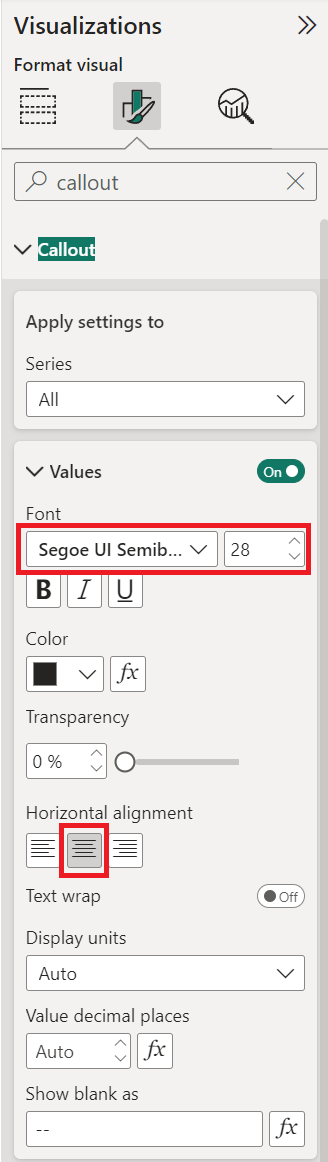 Visualizations
Format visual
callout
Callout
Apply settings to
Series
All
Values On
Font
Segoe UI Semib... 28
B I U
Color
fx
Transparency
0 %
Horizontal alignment
Text wrap Off
Display units
Auto
Value decimal places
Auto fx
Show blank as
-- fx